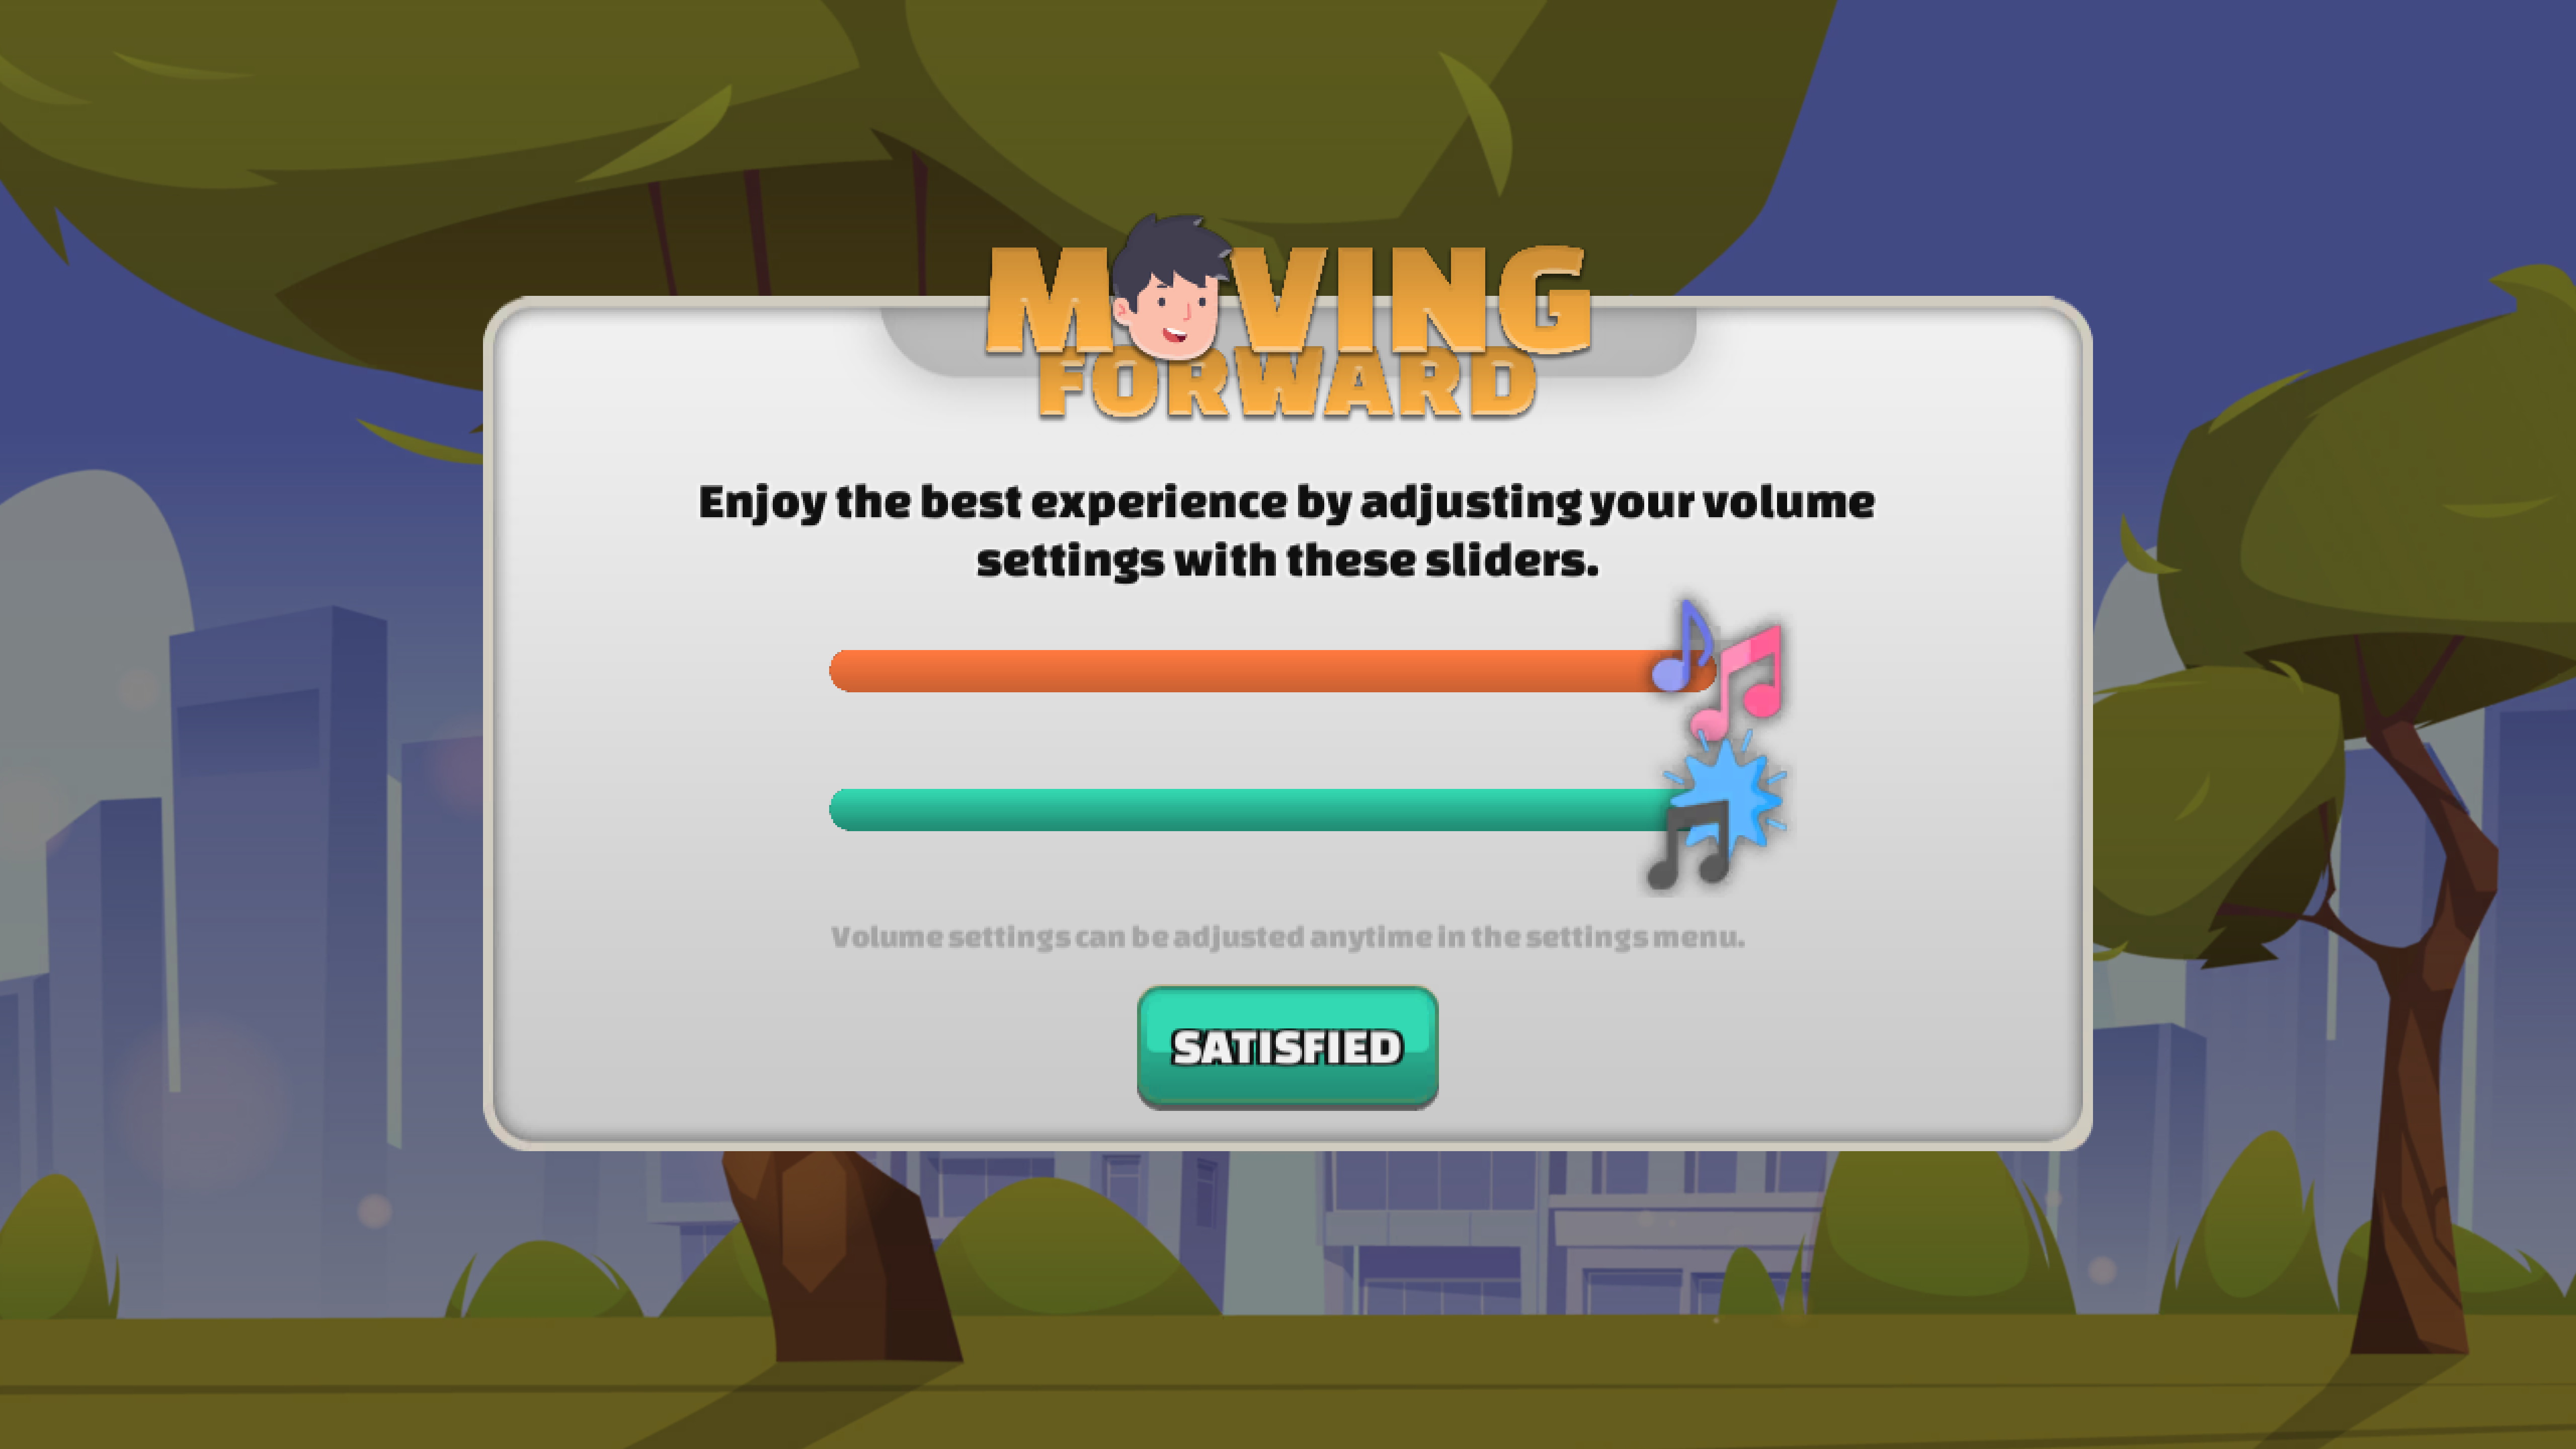 MOVING
FORWARD
Enjoy the best experience by adjusting your volume
settings with these sliders.
Volume settings can be adjusted anytime in the settings menu.
SATISFIED